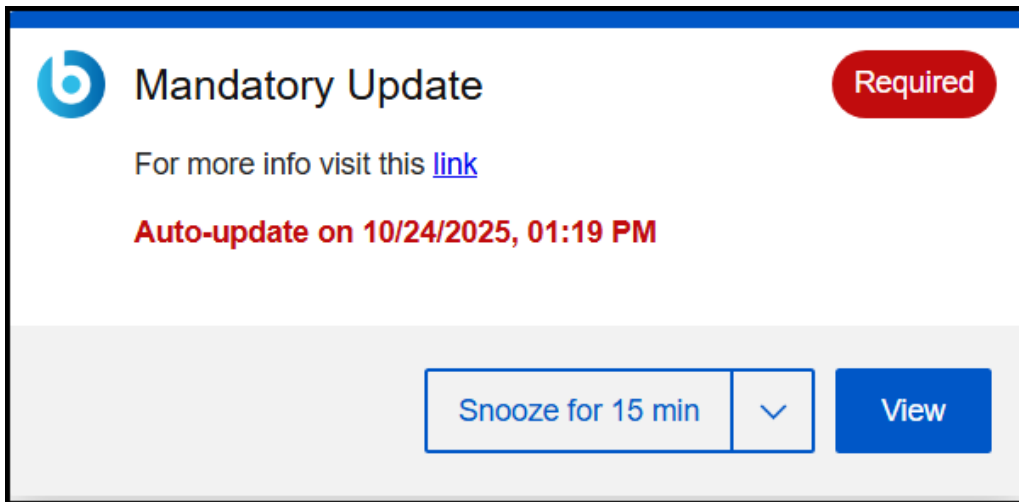 Mandatory Update
Required
For more info visit this link
Auto-update on 10/24/2025, 01:19 PM
Snooze for 15 min
View